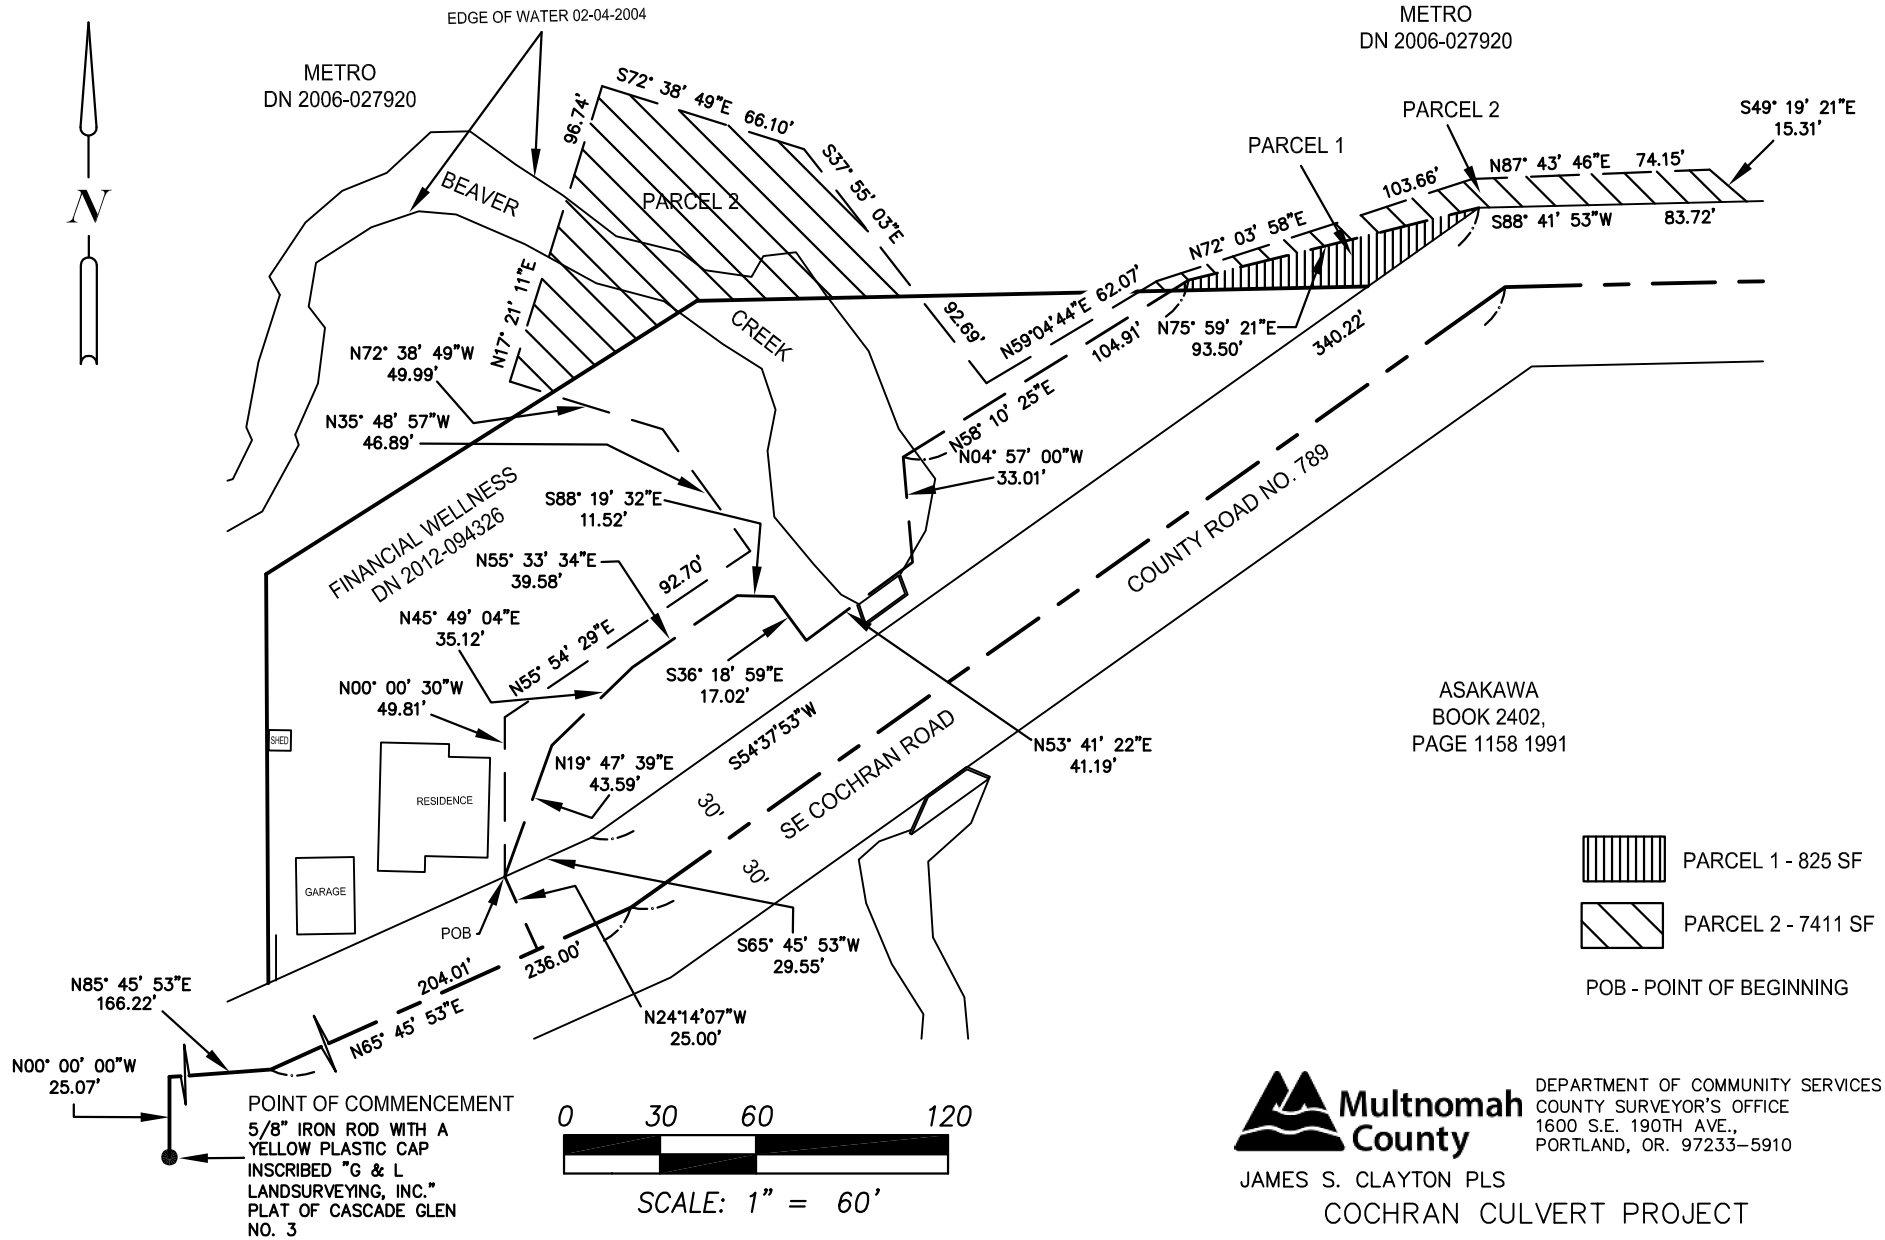 EDGE OF WATER 02-04-2004
METRO
DN 2006-027920
METRO
DN 2006-027920
N
BEAVER
CREEK
PARCEL 2
96.74'
S72° 38' 49"E 66.10'
S37° 55' 03"E
92.69'
N17° 21' 11"E
PARCEL 1
PARCEL 2
S49° 19' 21"E
15.31'
N87° 43' 46"E 74.15'
103.66'
N72° 03' 58"E
S88° 41' 53"W 83.72'
N59°04'44"E 62.07'
104.91'
N58° 10' 25"E
N75° 59' 21"E
93.50'
340.22'
N72° 38' 49"W
49.99'
N35° 48' 57"W
46.89'
N04° 57' 00"W
33.01'
FINANCIAL WELLNESS
DN 2012-094326
S88° 19' 32"E
11.52'
N55° 33' 34"E
39.58'
92.70'
N55° 54' 29"E
N45° 49' 04"E
35.12'
S36° 18' 59"E
17.02'
N00° 00' 30"W
49.81'
N19° 47' 39"E
43.59'
S54°37'53"W
N53° 41' 22"E
41.19'
COUNTY ROAD NO. 789
SE COCHRAN ROAD
30'
30'
ASAKAWA
BOOK 2402,
PAGE 1158 1991
SHED
RESIDENCE
GARAGE
POB
S65° 45' 53"W
29.55'
204.01'
236.00'
N65° 45' 53"E
N24°14'07"W
25.00'
N85° 45' 53"E
166.22'
N00° 00' 00"W
25.07'
POINT OF COMMENCEMENT
5/8" IRON ROD WITH A
YELLOW PLASTIC CAP
INSCRIBED "G & L
LANDSURVEYING, INC."
PLAT OF CASCADE GLEN
NO. 3
0 30 60 120
SCALE: 1" = 60'
PARCEL 1 - 825 SF
PARCEL 2 - 7411 SF
POB - POINT OF BEGINNING
Multnomah
County
DEPARTMENT OF COMMUNITY SERVICES
COUNTY SURVEYOR'S OFFICE
1600 S.E. 190TH AVE.,
PORTLAND, OR. 97233-5910
JAMES S. CLAYTON PLS
COCHRAN CULVERT PROJECT